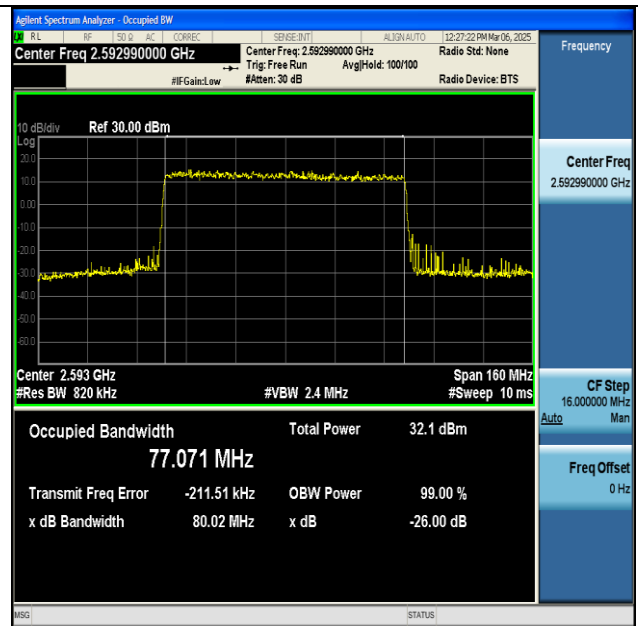 Agilent Spectrum Analyzer - Occupied BW
LXI RL RF 50 Ω AC CORREC SENSE:INT ALIGN AUTO 12:27:22 PM Mar 06, 2025
Center Freq 2.592990000 GHz
Center Freq: 2.592990000 GHz
Radio Std: None
Trig: Free Run Avg|Hold: 100/100
#IFGain:Low #Atten: 30 dB Radio Device: BTS
10 dB/div Ref 30.00 dBm
Log
20.0
10.0
0.00
-10.0
-20.0
-30.0
-40.0
-50.0
-60.0
Center 2.593 GHz Span 160 MHz
#Res BW 820 kHz #VBW 2.4 MHz #Sweep 10 ms
Occupied Bandwidth Total Power 32.1 dBm
77.071 MHz
Transmit Freq Error -211.51 kHz OBW Power 99.00 %
x dB Bandwidth 80.02 MHz x dB -26.00 dB
MSG STATUS
Frequency
Center Freq
2.592990000 GHz
CF Step
16.000000 MHz
Auto Man
Freq Offset
0 Hz